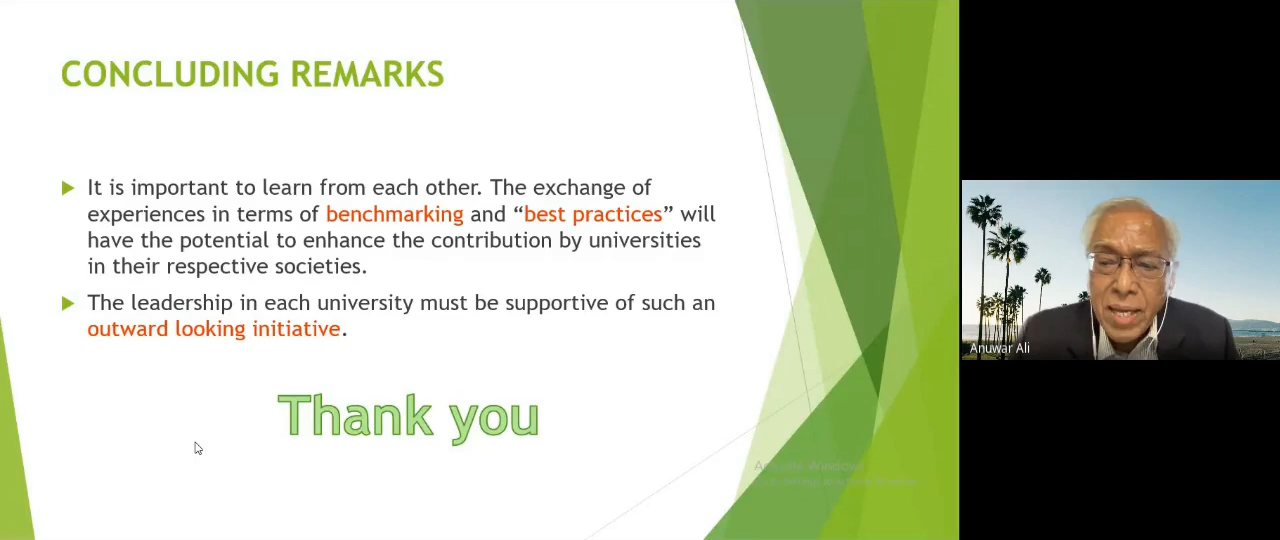 CONCLUDING REMARKS
It is important to learn from each other. The exchange of
experiences in terms of benchmarking and “best practices” will
have the potential to enhance the contribution by universities
in their respective societies.
The leadership in each university must be supportive of such an
outward looking initiative.
Thank you
Anuwar Ali